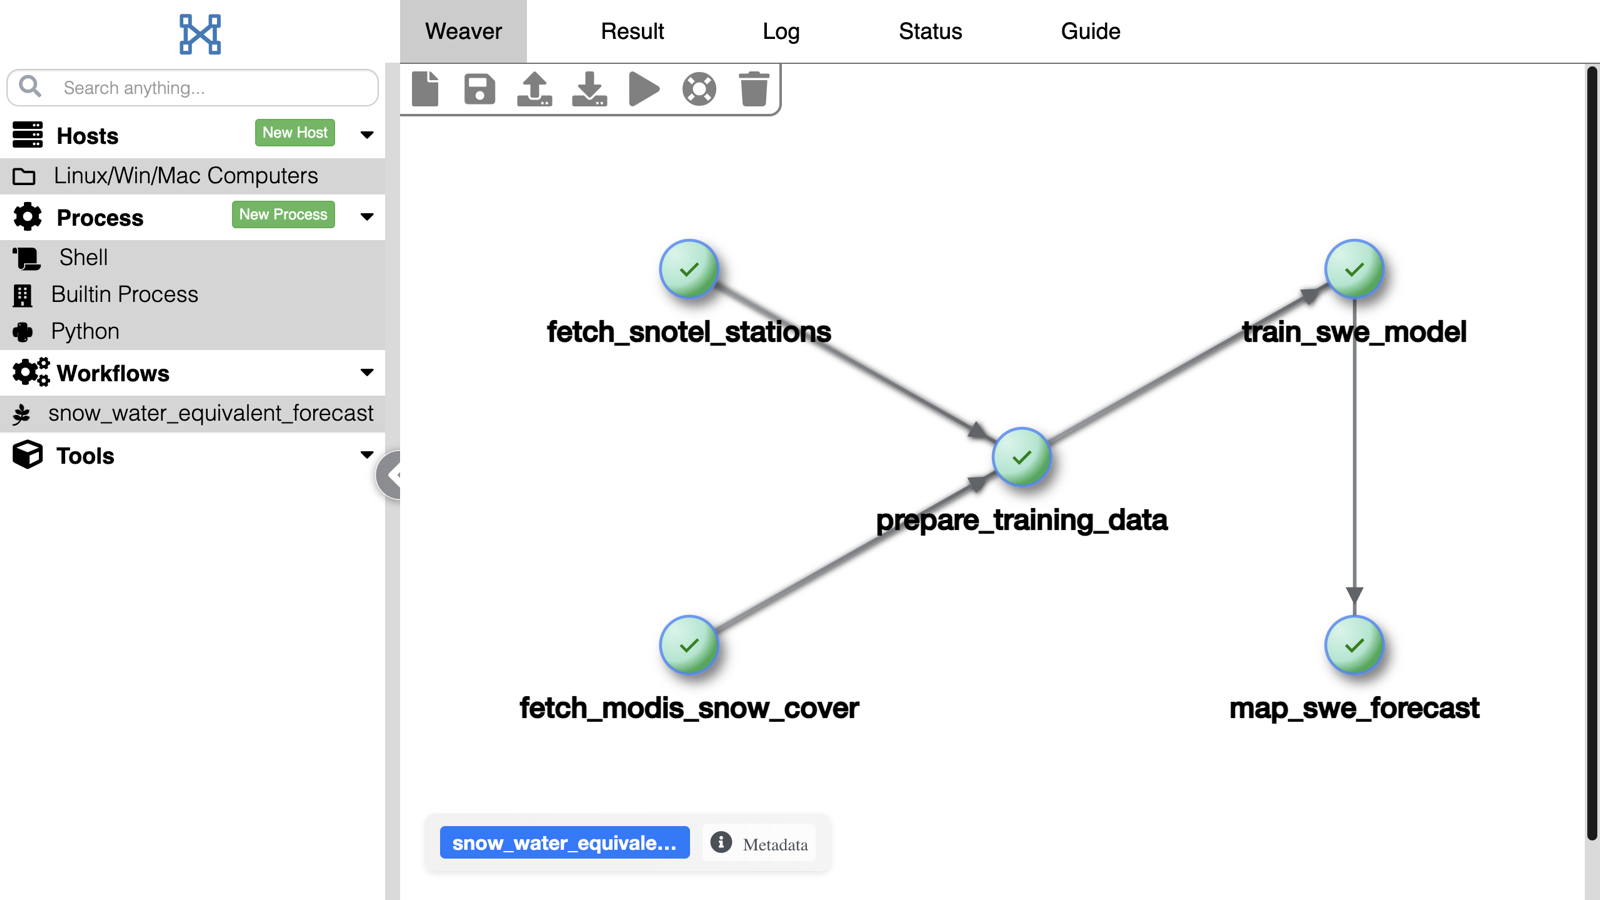 Weaver
Result
Log
Status
Guide
Search anything...
Hosts
New Host
Linux/Win/Mac Computers
Process
New Process
Shell
Builtin Process
Python
Workflows
snow_water_equivalent_forecast
Tools
fetch_snotel_stations
train_swe_model
prepare_training_data
fetch_modis_snow_cover
map_swe_forecast
snow_water_equivale...
Metadata